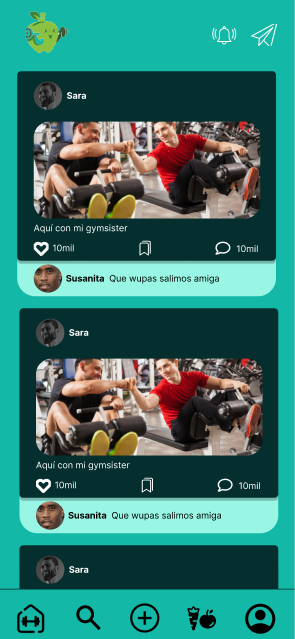 Sara
Aquí con mi gymsister
10mil 10mil
Susanita Que wupas salimos amiga
Sara
Aquí con mi gymsister
10mil 10mil
Susanita Que wupas salimos amiga
Sara